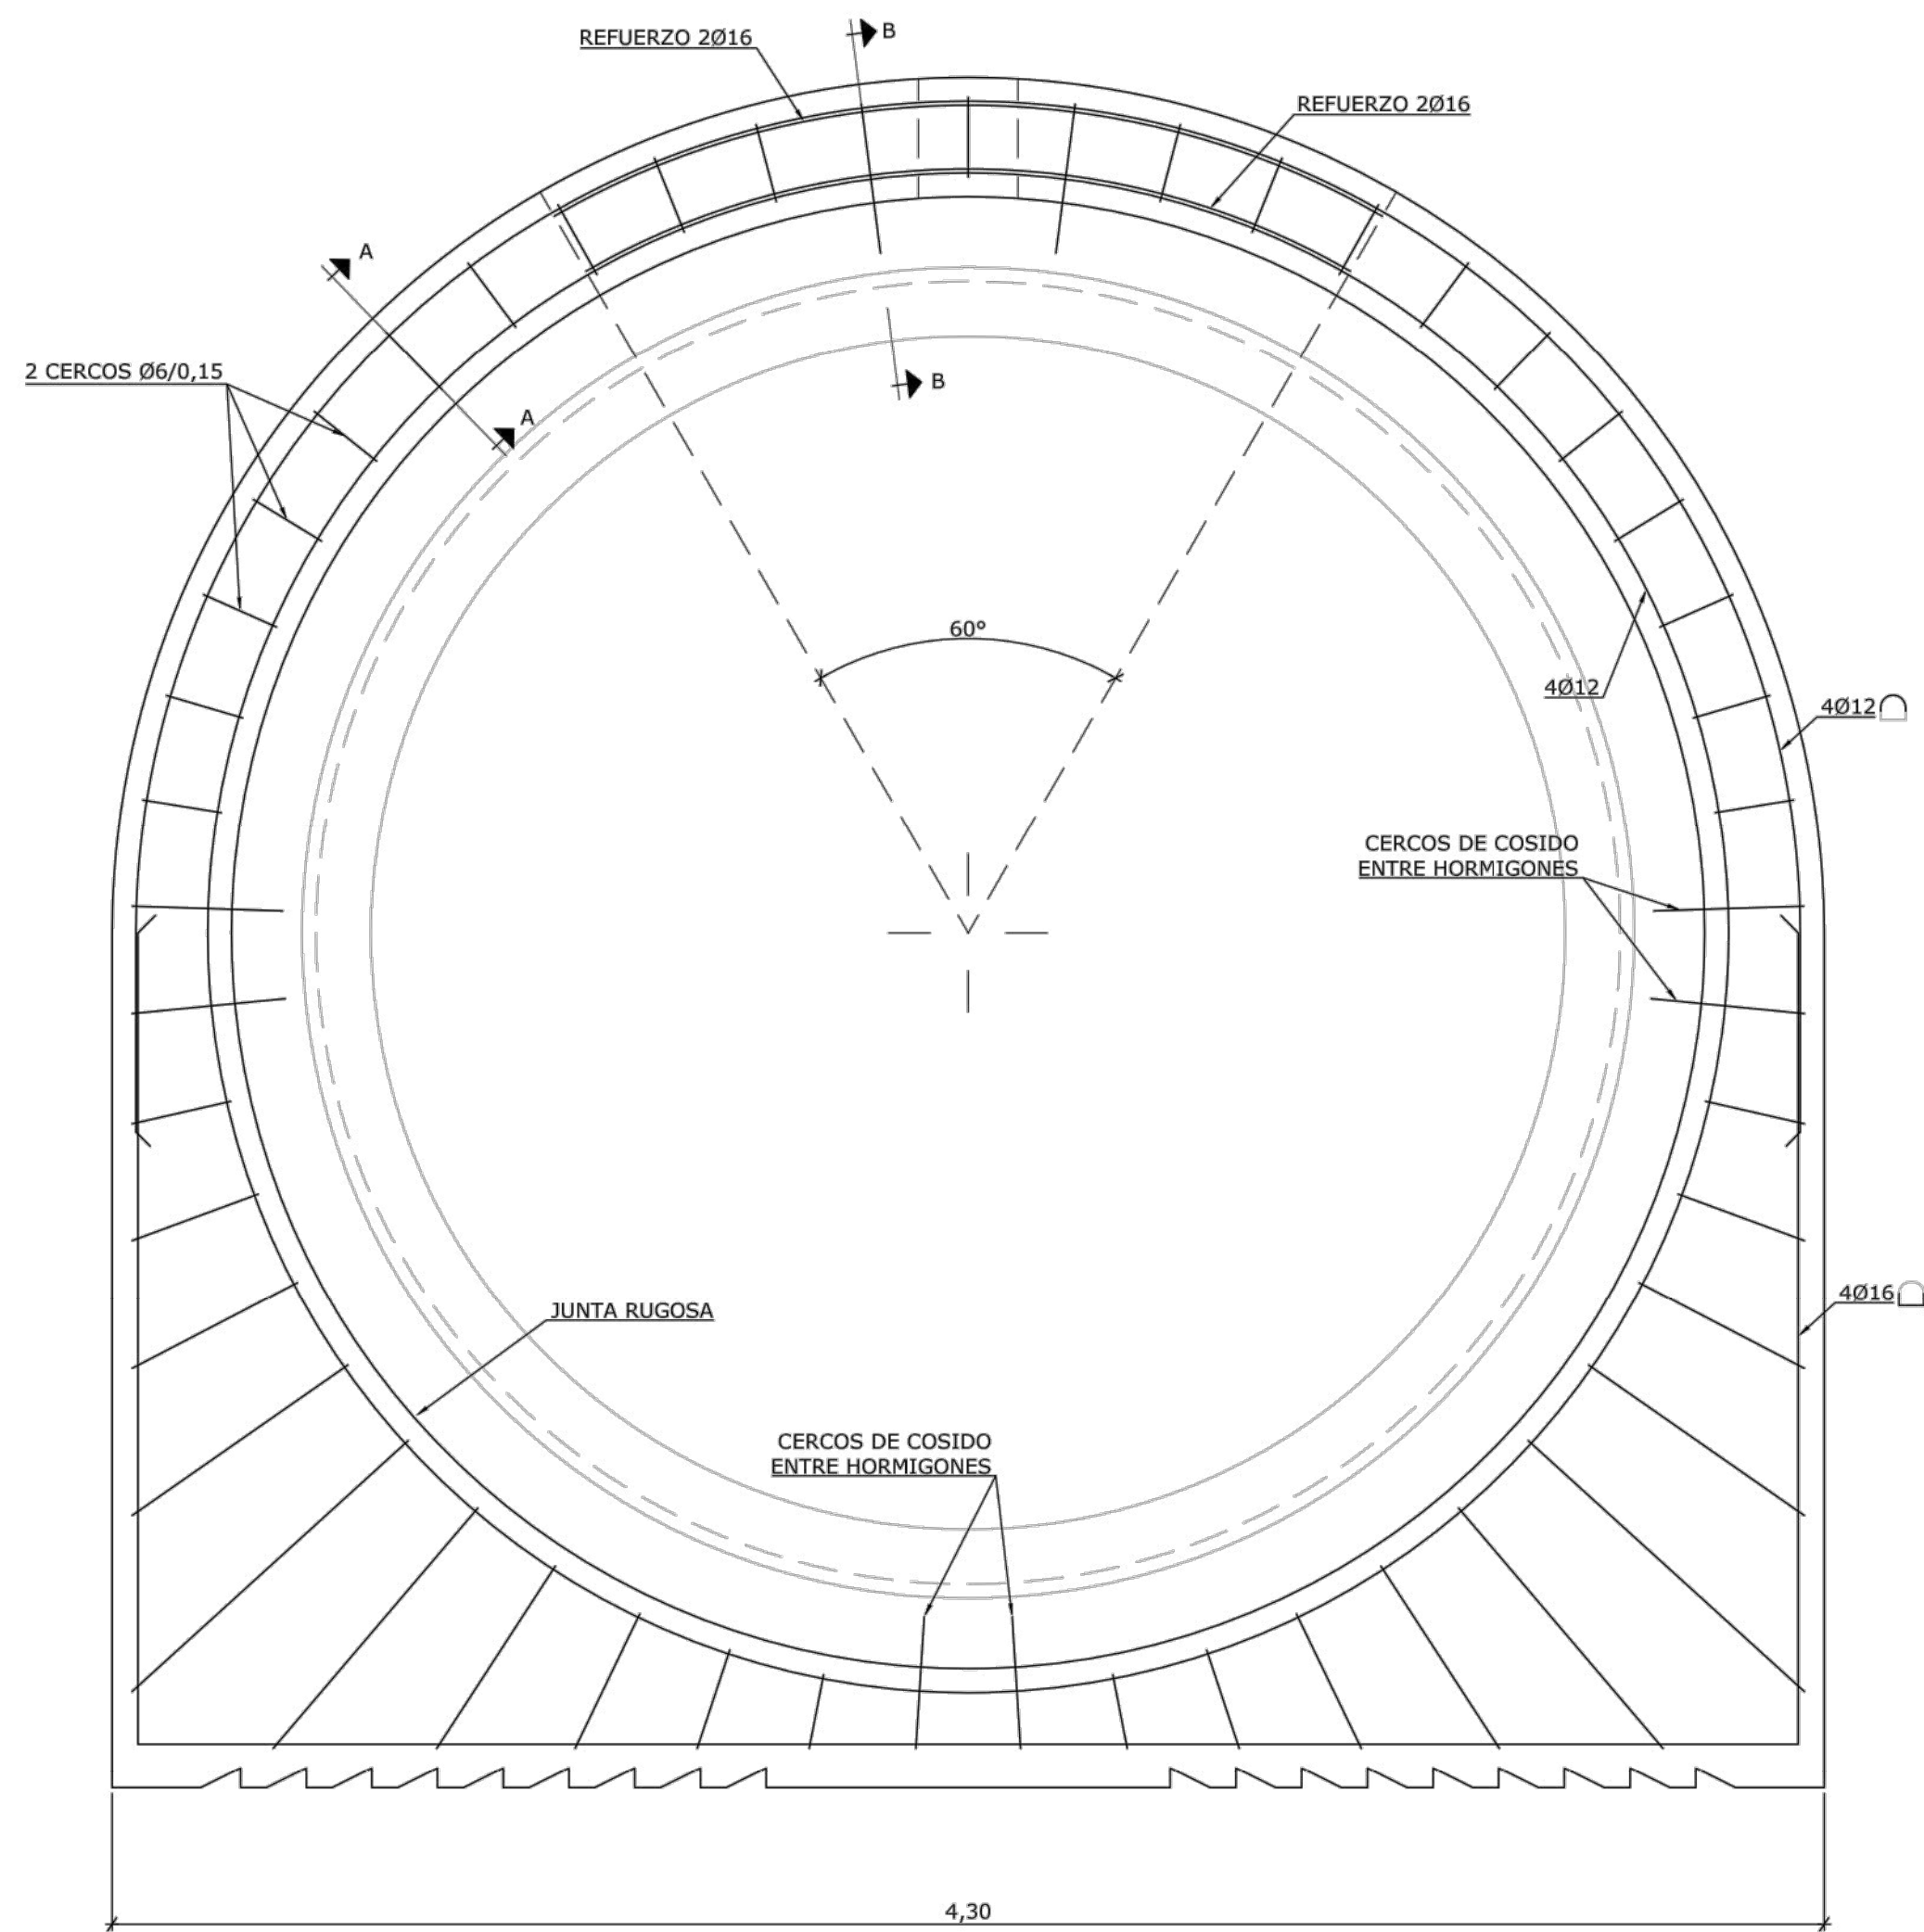 B
REFUERZO 2Ø16
REFUERZO 2Ø16
A
2 CERCOS Ø6/0,15
B
A
60°
4Ø12
4Ø12
CERCOS DE COSIDO
ENTRE HORMIGONES
4Ø16
JUNTA RUGOSA
CERCOS DE COSIDO
ENTRE HORMIGONES
4,30